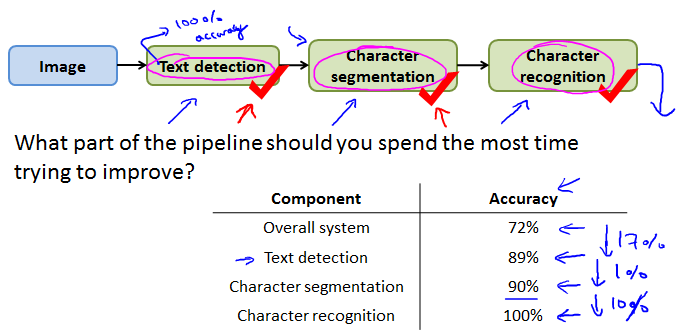 100% accuracy
Image
Text detection
Character segmentation
Character recognition
What part of the pipeline should you spend the most time
trying to improve?
Component Accuracy
Overall system 72%
17%
Text detection 89%
1%
Character segmentation 90%
10%
Character recognition 100%